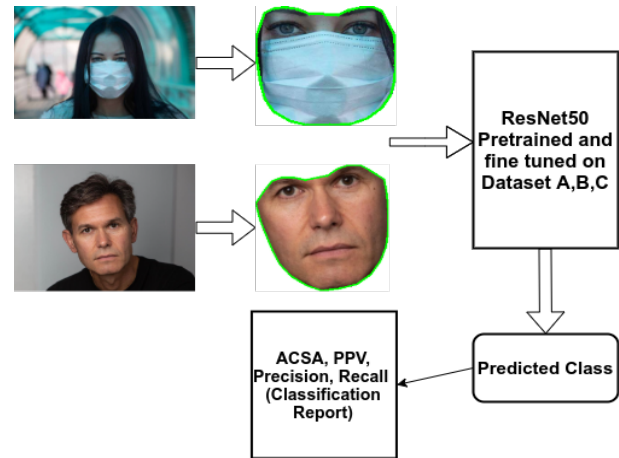 ResNet50
Pretrained and
fine tuned on
Dataset A,B,C
Predicted Class
ACSA, PPV,
Precision, Recall
(Classification
Report)